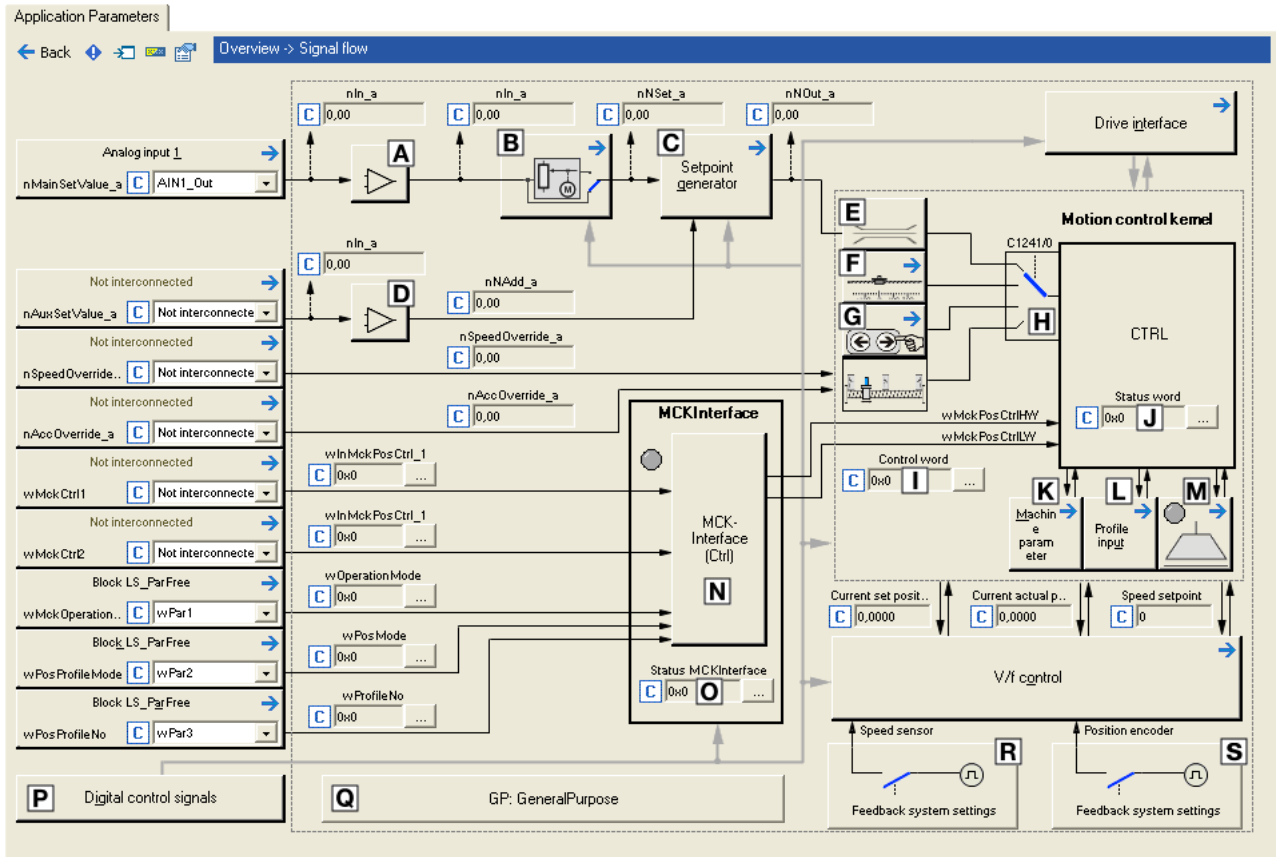 Application Parameters
Back
Overview -> Signal flow
nIn_a
nIn_a
nNSet_a
nNOut_a
C 0,00
C 0,00
C 0,00
C 0,00
Drive interface
Analog input 1
nMainSetValue_a C AIN1_Out
A
B
C
Setpoint
generator
M
E
Motion control kernel
C1241/0
nIn_a
C 0,00
F
Not interconnected
nAuxSetValue_a C Not interconnecte
D
nNAdd_a
C 0,00
G
H
CTRL
Not interconnected
nSpeedOverride.. C Not interconnecte
nSpeedOverride_a
C 0,00
Not interconnected
nAccOverride_a C Not interconnecte
nAccOverride_a
C 0,00
MCKInterface
Status word
C 0x0 J ...
wMckPosCtrlHW
wMckPosCtrlLW
Not interconnected
wMckCtrl1 C Not interconnecte
wInMckPosCtrl_1
C 0x0 ...
Control word
C 0x0 I ...
Not interconnected
wMckCtrl2 C Not interconnecte
wInMckPosCtrl_1
C 0x0 ...
MCK-
Interface
(Ctrl)
N
K
Machin
e
param
eter
L
Profile
input
M
Block LS_ParFree
wMckOperation... C wPar1
wOperationMode
C 0x0 ...
Current set posit..
C 0,0000
Current actual p...
C 0,0000
Speed setpoint
C 0
Block LS_ParFree
wPosProfileMode C wPar2
wPosMode
C 0x0 ...
Status MCKInterface
C 0x0 O ...
V/f control
Block LS_ParFree
wPosProfileNo C wPar3
wProfileNo
C 0x0 ...
Speed sensor
Position encoder
R
S
P Digital control signals
Q GP: GeneralPurpose
Feedback system settings
Feedback system settings